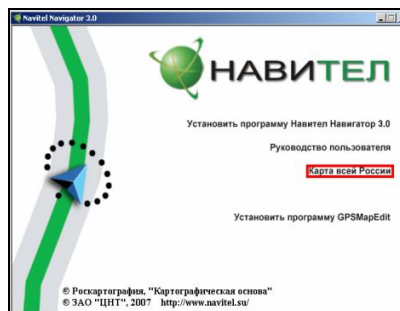 Navitel Navigator 3.0
НАВИТЕЛ
Установить программу Навител Навигатор 3.0
Руководство пользователя
Карта всей России
Установить программу GPSMapEdit
© Роскартография, "Картографическая основа"
© ЗАО "ЦНТ", 2007 http://www.navitel.su/